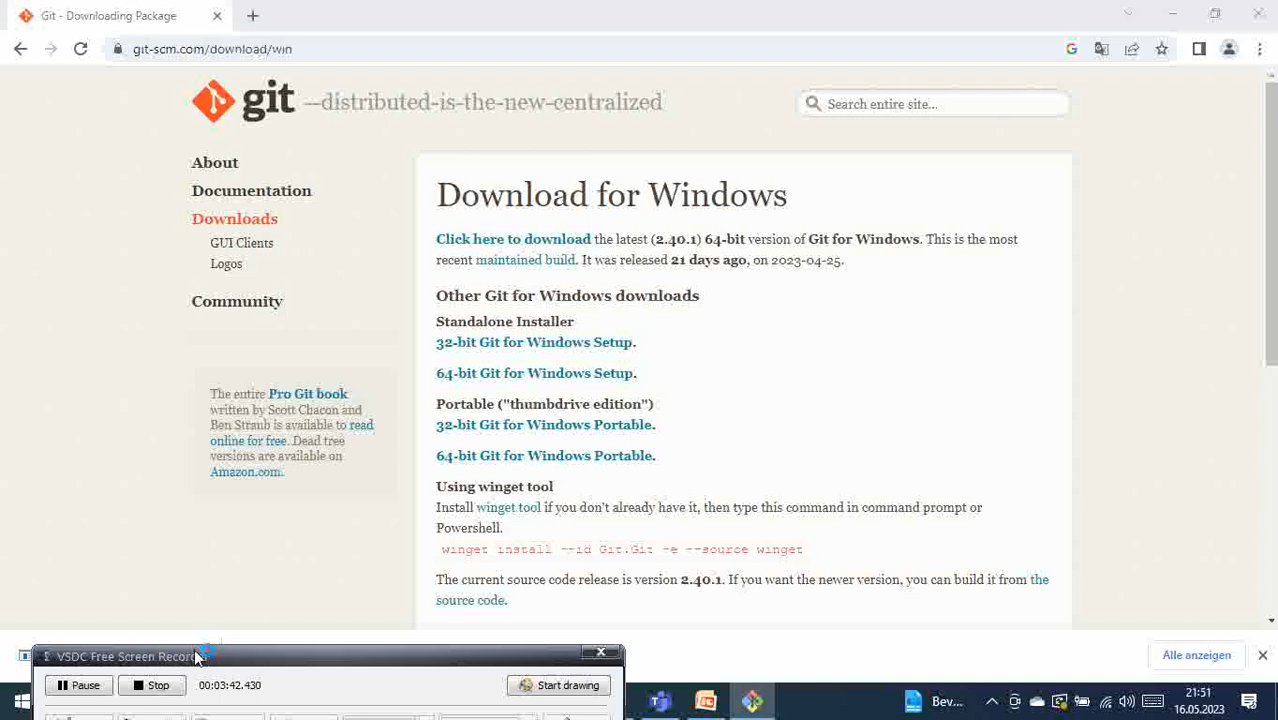 Git - Downloading Package
git-scm.com/download/win
git --distributed-is-the-new-centralized
Search entire site...
About
Documentation
Downloads
GUI Clients
Logos
Community
The entire Pro Git book
written by Scott Chacon and
Ben Straub is available to read
online for free. Dead tree
versions are available on
Amazon.com.
Download for Windows
Click here to download the latest (2.40.1) 64-bit version of Git for Windows. This is the most
recent maintained build. It was released 21 days ago, on 2023-04-25.
Other Git for Windows downloads
Standalone Installer
32-bit Git for Windows Setup.
64-bit Git for Windows Setup.
Portable ("thumbdrive edition")
32-bit Git for Windows Portable.
64-bit Git for Windows Portable.
Using winget tool
Install winget tool if you don't already have it, then type this command in command prompt or
Powershell.
winget install --id Git.Git -e --source winget
The current source code release is version 2.40.1. If you want the newer version, you can build it from the
source code.
Alle anzeigen
VSDC Free Screen Recor
Pause
Stop
00:03:42.430
Start drawing
Bev...
21:51
16.05.2023